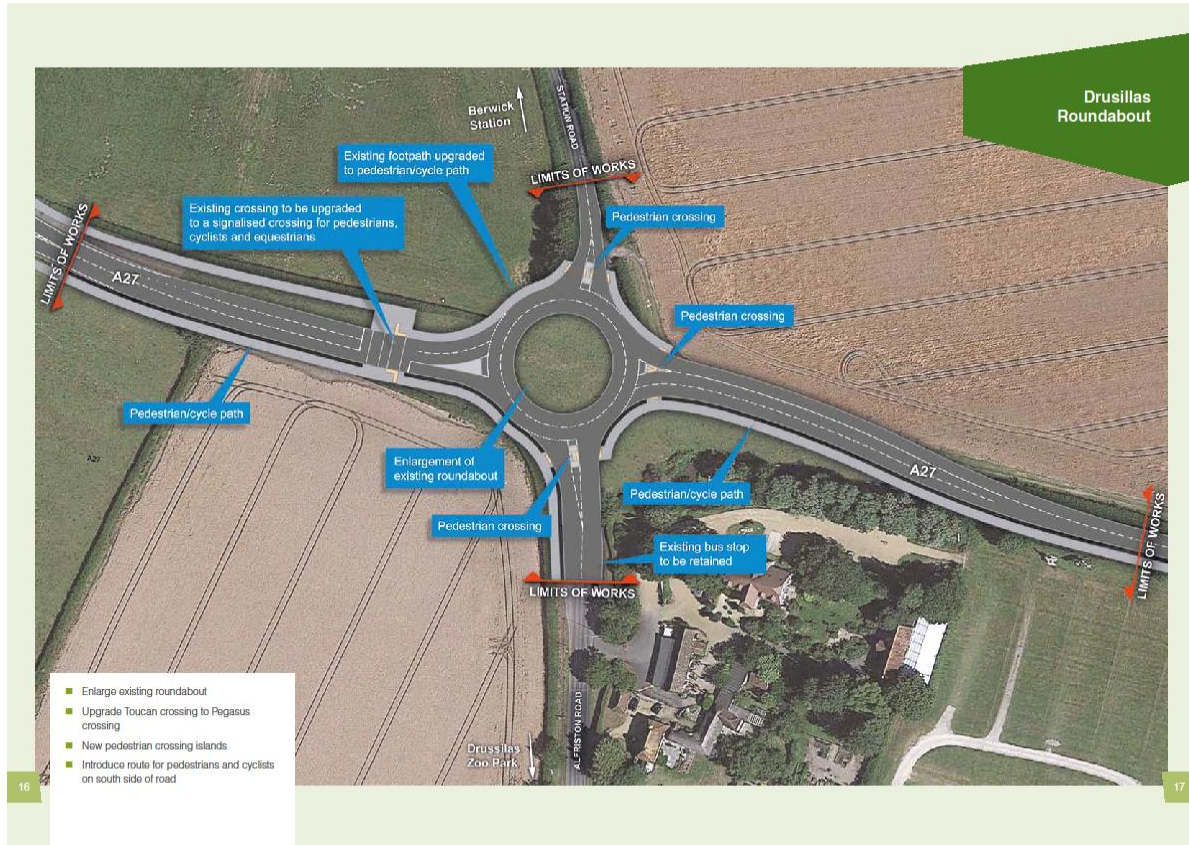 Drusillas
Roundabout
Berwick
Station
STATION ROAD
Existing footpath upgraded
to pedestrian/cycle path
LIMITS OF WORKS
Existing crossing to be upgraded
to a signalised crossing for pedestrians,
cyclists and equestrians
Pedestrian crossing
LIMITS OF WORKS
A27
Pedestrian crossing
Pedestrian/cycle path
A27
Enlargement of
existing roundabout
A27
Pedestrian/cycle path
Pedestrian crossing
Existing bus stop
to be retained
LIMITS OF WORKS
LIMITS OF WORKS
ALFRISTON ROAD
Drussilas
Zoo Park
■ Enlarge existing roundabout
■ Upgrade Toucan crossing to Pegasus
crossing
■ New pedestrian crossing islands
■ Introduce route for pedestrians and cyclists
on south side of road
16
17